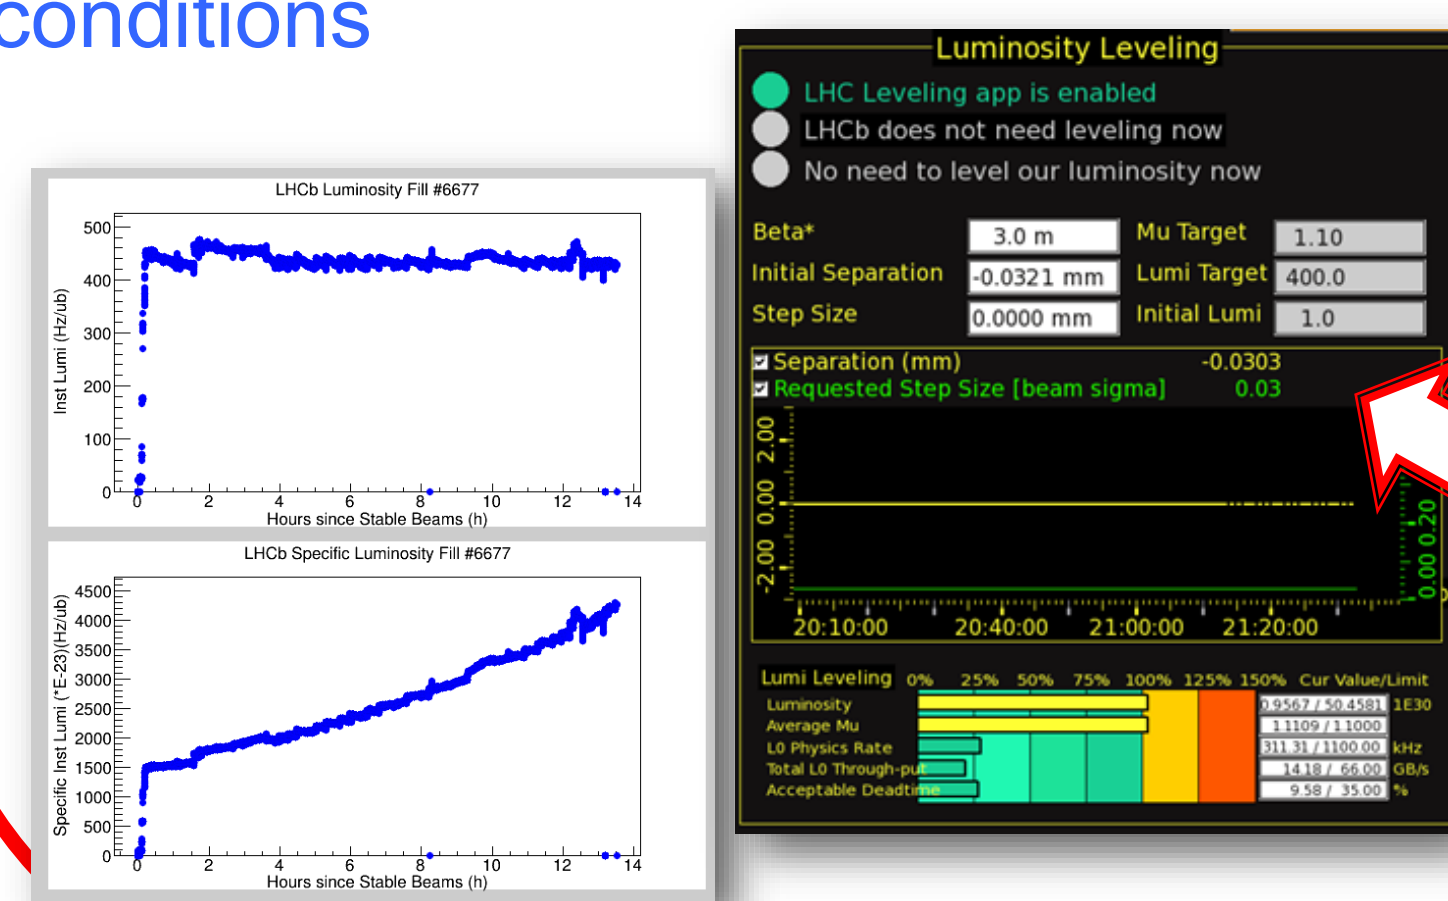 conditions
LHCb Luminosity Fill #6677
500
400
300
200
100
0
Inst Lumi (Hz/ub)
0 2 4 6 8 10 12 14
Hours since Stable Beams (h)
LHCb Specific Luminosity Fill #6677
4500
4000
3500
3000
2500
2000
1500
1000
500
0
Specific Inst Lumi (*E-23)(Hz/ub)
0 2 4 6 8 10 12 14
Hours since Stable Beams (h)
Luminosity Leveling
LHC Leveling app is enabled
LHCb does not need leveling now
No need to level our luminosity now
Beta* 3.0 m Mu Target 1.10
Initial Separation -0.0321 mm Lumi Target 400.0
Step Size 0.0000 mm Initial Lumi 1.0
Separation (mm) -0.0303
Requested Step Size [beam sigma] 0.03
2.00
0.00
-2.00
0.20
0.00
20:10:00 20:40:00 21:00:00 21:20:00
Lumi Leveling 0% 25% 50% 75% 100% 125% 150% Cur Value/Limit
Luminosity 0.9567 / 50.4581 1E30
Average Mu 1.1109 / 1.1000
L0 Physics Rate 311.31 / 1100.00 kHz
Total L0 Through-put 14.18 / 66.00 GB/s
Acceptable Deadtime 9.58 / 35.00 %